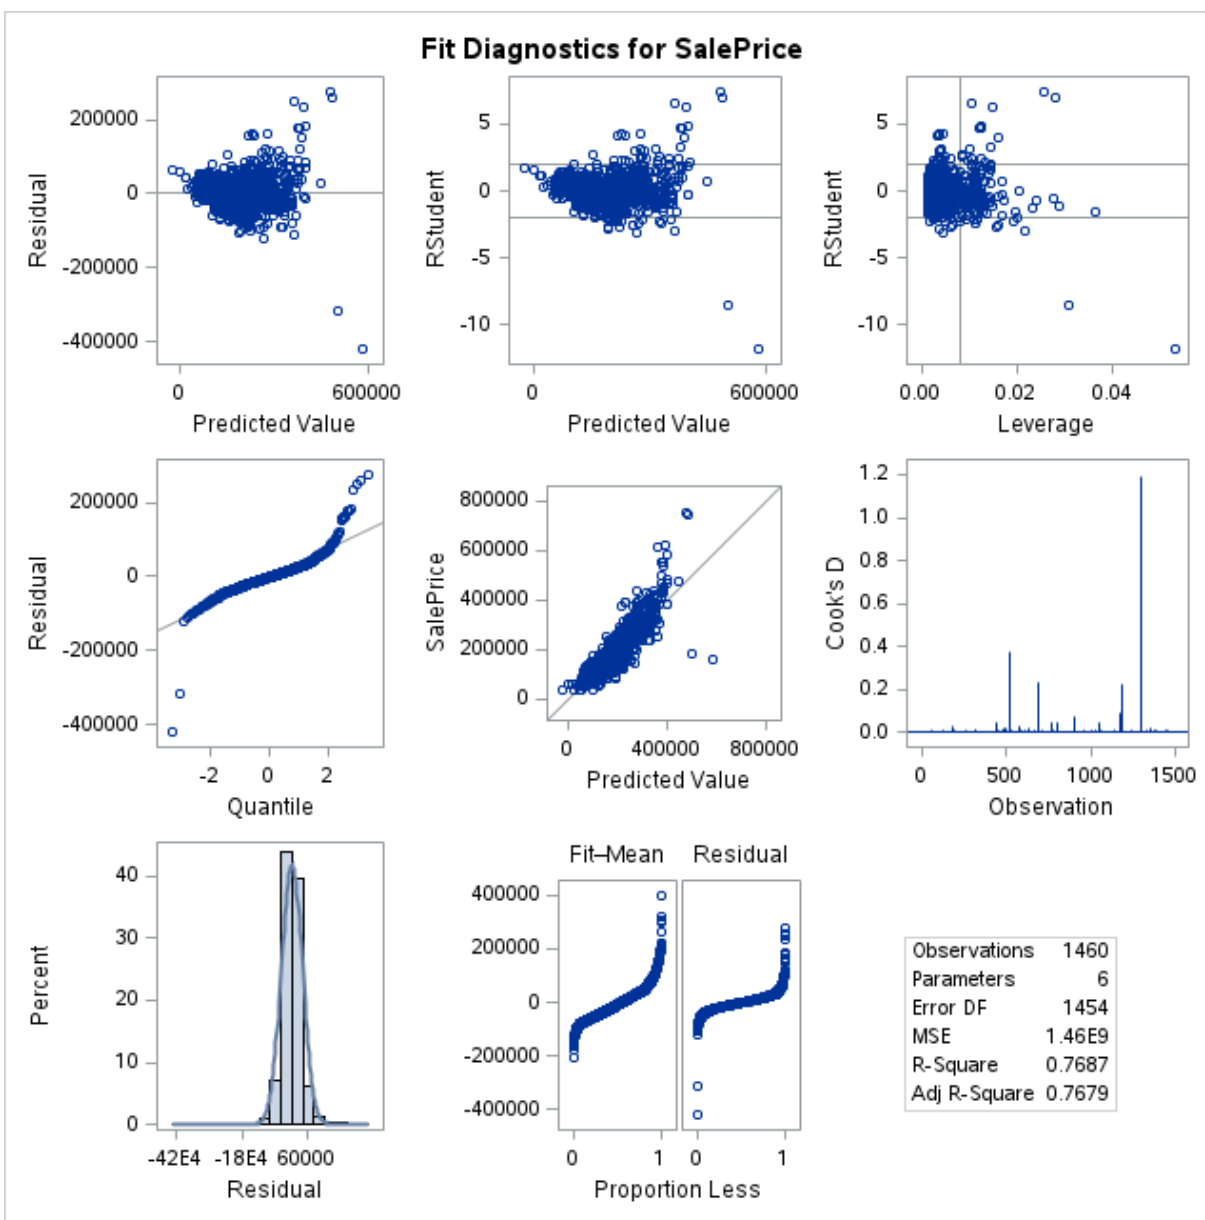 Fit Diagnostics for SalePrice
Residual
200000
0
-200000
-400000
0
600000
Predicted Value
RStudent
5
0
-5
-10
0
600000
Predicted Value
RStudent
5
0
-5
-10
0.00
0.02
0.04
Leverage
Residual
200000
0
-200000
-400000
-2
0
2
Quantile
SalePrice
800000
600000
400000
200000
0
0
400000
800000
Predicted Value
Cook's D
1.2
1.0
0.8
0.6
0.4
0.2
0.0
0
500
1000
1500
Observation
Percent
40
30
20
10
0
-42E4
-18E4
60000
Residual
Fit–Mean
Residual
400000
200000
0
-200000
-400000
0
1
0
1
Proportion Less
Observations 1460
Parameters 6
Error DF 1454
MSE 1.46E9
R-Square 0.7687
Adj R-Square 0.7679